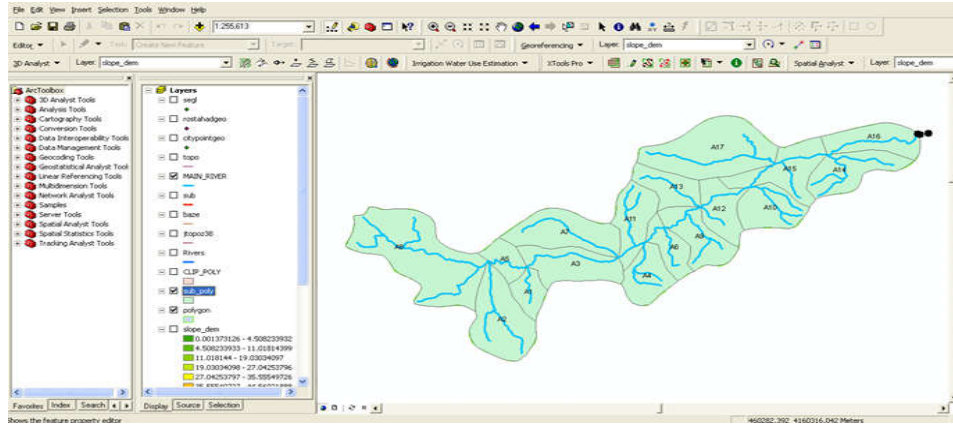 File Edit View Insert Selection Tools Window Help
1:255,613
Editor Task: Create New Feature Target: Georeferencing Layer: slope_dem
3D Analyst Layer: slope_dem Irrigation Water Use Estimation XTools Pro Spatial Analyst Layer: slope_dem
ArcToolbox
3D Analyst Tools
Analysis Tools
Cartography Tools
Conversion Tools
Data Interoperability Tools
Data Management Tools
Geocoding Tools
Geostatistical Analyst Tool
Linear Referencing Tools
Multidimension Tools
Network Analyst Tools
Samples
Server Tools
Spatial Analyst Tools
Spatial Statistics Tools
Tracking Analyst Tools
Favorites Index Search
Layers
segl
rostahadgeo
citypointgeo
topo
MAIN_RIVER
sub
baze
Rivers
CLIP_POLY
sub_poly
polygon
slope_dem
0.001373126 - 4.508233932
4.508233933 - 11.01814399
11.018144 - 19.03034097
19.03034098 - 27.04253796
27.04253797 - 35.55549726
Display Source Selection
A17
A16
A15
A14
A13
A12
A10
A11
A7
A5
A3
A4
A2
Shows the feature property editor
460282.392 4160316.042 Meters